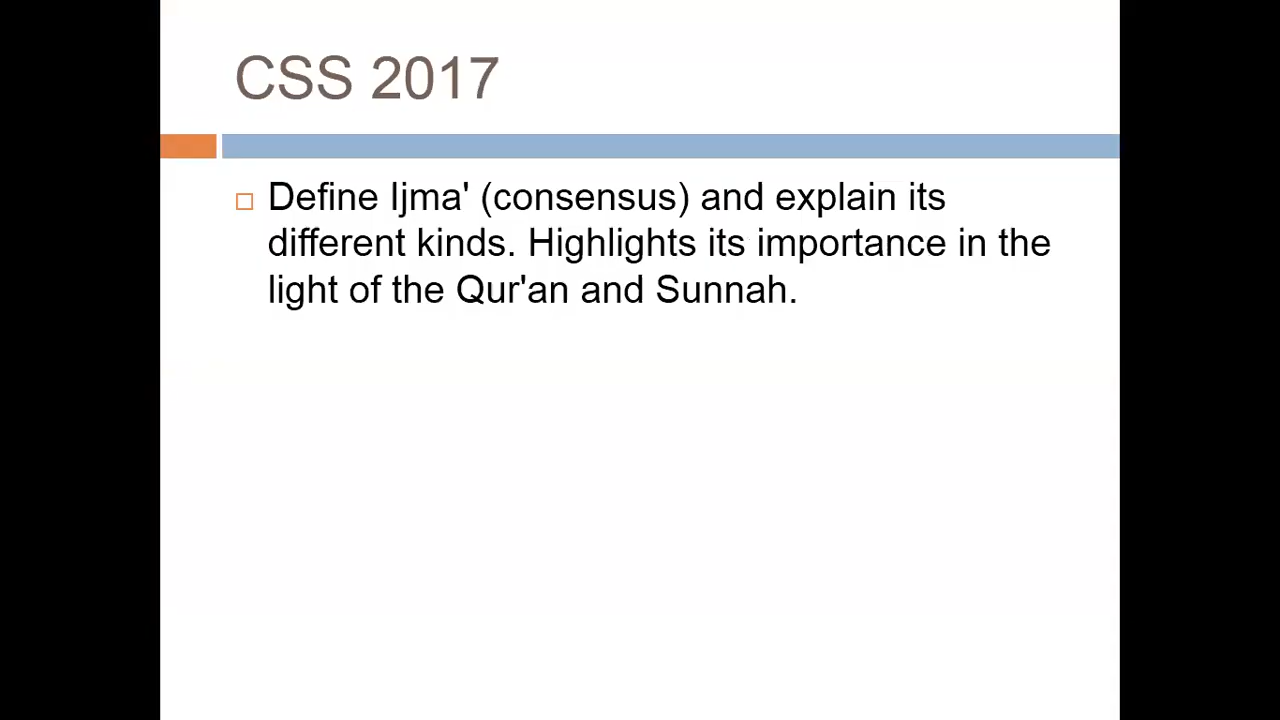 CSS 2017
Define Ijma' (consensus) and explain its
different kinds. Highlights its importance in the
light of the Qur'an and Sunnah.